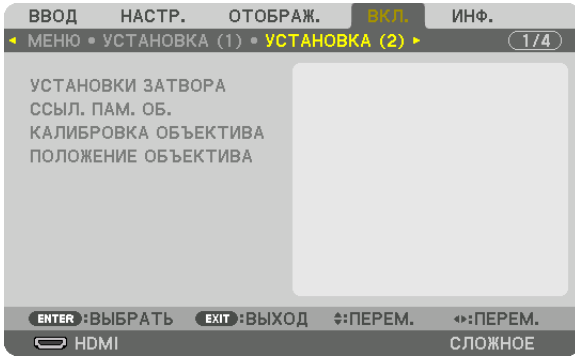 ВВОД НАСТР. ОТОБРАЖ. ВКЛ. ИНФ.
◂ МЕНЮ • УСТАНОВКА (1) • УСТАНОВКА (2) ▸ 1/4
УСТАНОВКИ ЗАТВОРА
ССЫЛ. ПАМ. ОБ.
КАЛИБРОВКА ОБЪЕКТИВА
ПОЛОЖЕНИЕ ОБЪЕКТИВА
ENTER :ВЫБРАТЬ EXIT :ВЫХОД :ПЕРЕМ. :ПЕРЕМ.
HDMI СЛОЖНОЕ